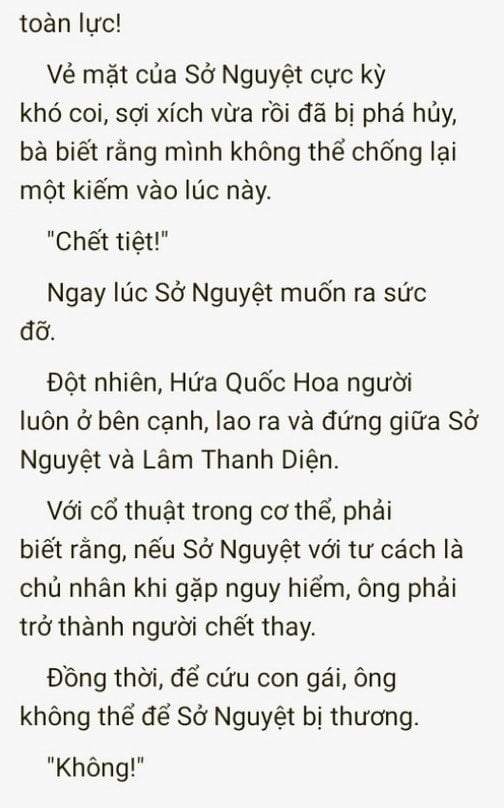 toàn lực!
Vẻ mặt của Sở Nguyệt cực kỳ
khó coi, sợi xích vừa rồi đã bị phá hủy,
bà biết rằng mình không thể chống lại
một kiếm vào lúc này.
"Chết tiệt!"
Ngay lúc Sở Nguyệt muốn ra sức
đỡ.
Đột nhiên, Hứa Quốc Hoa người
luôn ở bên cạnh, lao ra và đứng giữa Sở
Nguyệt và Lâm Thanh Diện.
Với cổ thuật trong cơ thể, phải
biết rằng, nếu Sở Nguyệt với tư cách là
chủ nhân khi gặp nguy hiểm, ông phải
trở thành người chết thay.
Đồng thời, để cứu con gái, ông
không thể để Sở Nguyệt bị thương.
"Không!"